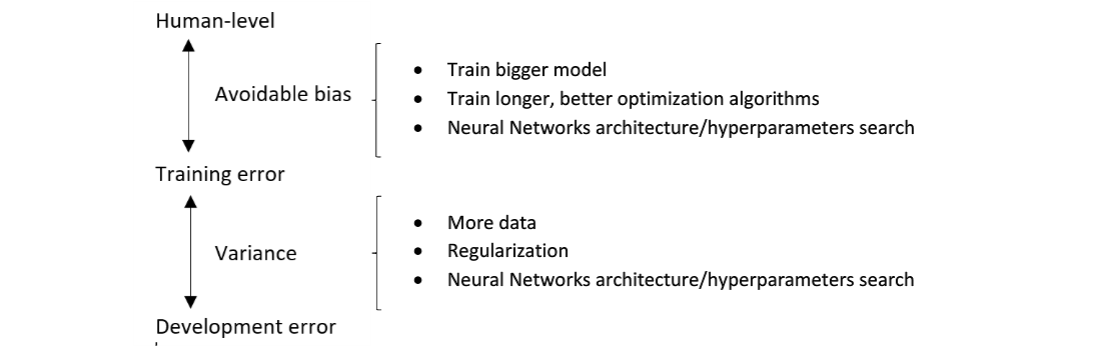 Human-level
Avoidable bias
• Train bigger model
• Train longer, better optimization algorithms
• Neural Networks architecture/hyperparameters search
Training error
Variance
• More data
• Regularization
• Neural Networks architecture/hyperparameters search
Development error